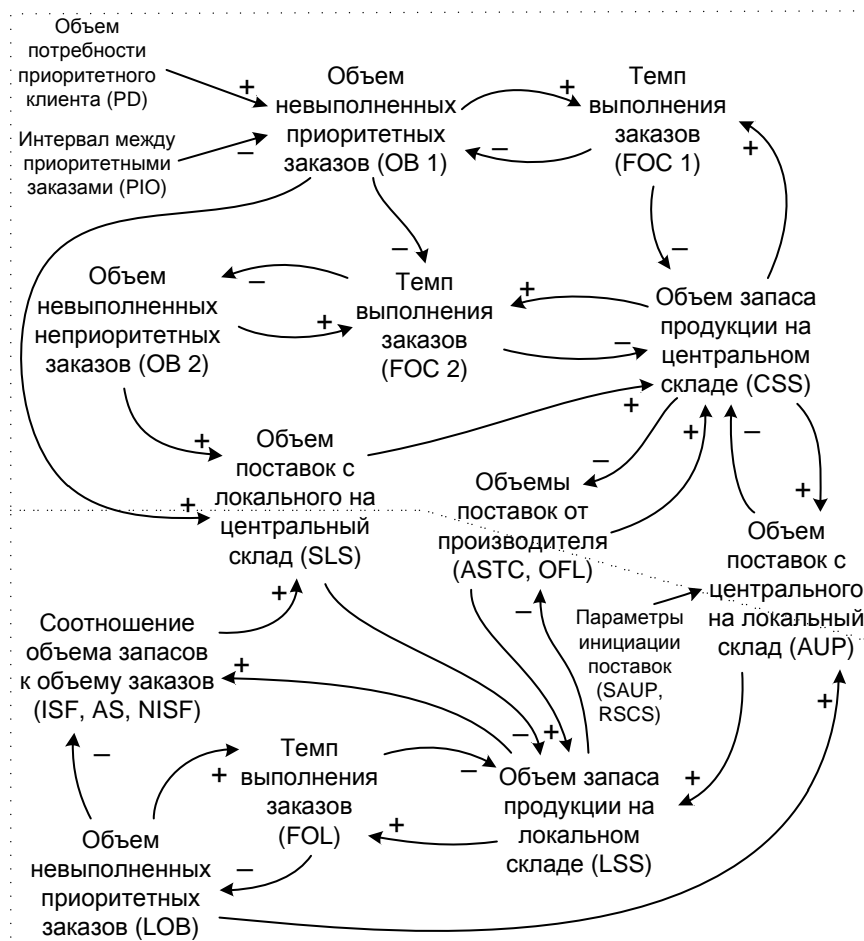 Объем
потребности
приоритетного
клиента (PD)
Интервал между
приоритетными
заказами (PIO)
Объем
невыполненных
приоритетных
заказов (OB 1)
Темп
выполнения
заказов
(FOC 1)
Объем
невыполненных
неприоритетных
заказов (OB 2)
Темп
выполнения
заказов
(FOC 2)
Объем запаса
продукции на
центральном
складе (CSS)
Объем
поставок с
локального на
центральный
склад (SLS)
Объемы
поставок от
производителя
(ASTC, OFL)
Объем
поставок с
центрального
на локальный
склад (AUP)
Параметры
инициации
поставок
(SAUP,
RSCS)
Соотношение
объема запасов
к объему заказов
(ISF, AS, NISF)
Темп
выполнения
заказов
(FOL)
Объем запаса
продукции на
локальном
складе (LSS)
Объем
невыполненных
приоритетных
заказов (LOB)
+
–
+
–
+
–
–
–
+
+
–
+
+
+
–
+
–
+
+
–
+
–
+
+
–
+
–
+
–
+
+